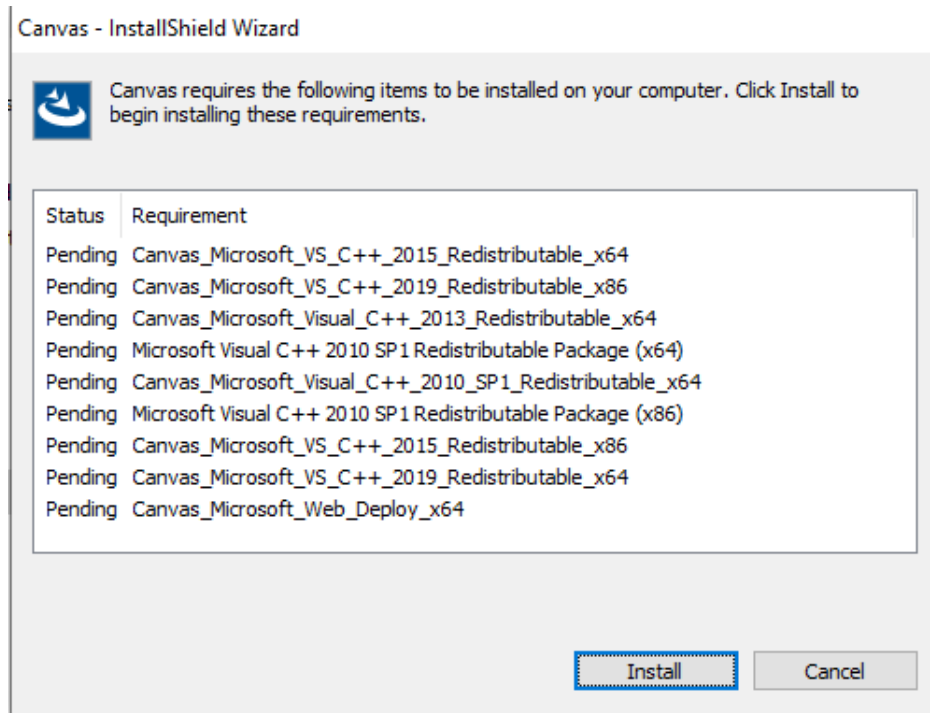 Canvas - InstallShield Wizard
Canvas requires the following items to be installed on your computer. Click Install to
begin installing these requirements.
Status Requirement
Pending Canvas_Microsoft_VS_C++_2015_Redistributable_x64
Pending Canvas_Microsoft_VS_C++_2019_Redistributable_x86
Pending Canvas_Microsoft_Visual_C++_2013_Redistributable_x64
Pending Microsoft Visual C++ 2010 SP1 Redistributable Package (x64)
Pending Canvas_Microsoft_Visual_C++_2010_SP1_Redistributable_x64
Pending Microsoft Visual C++ 2010 SP1 Redistributable Package (x86)
Pending Canvas_Microsoft_VS_C++_2015_Redistributable_x86
Pending Canvas_Microsoft_VS_C++_2019_Redistributable_x64
Pending Canvas_Microsoft_Web_Deploy_x64
Install Cancel